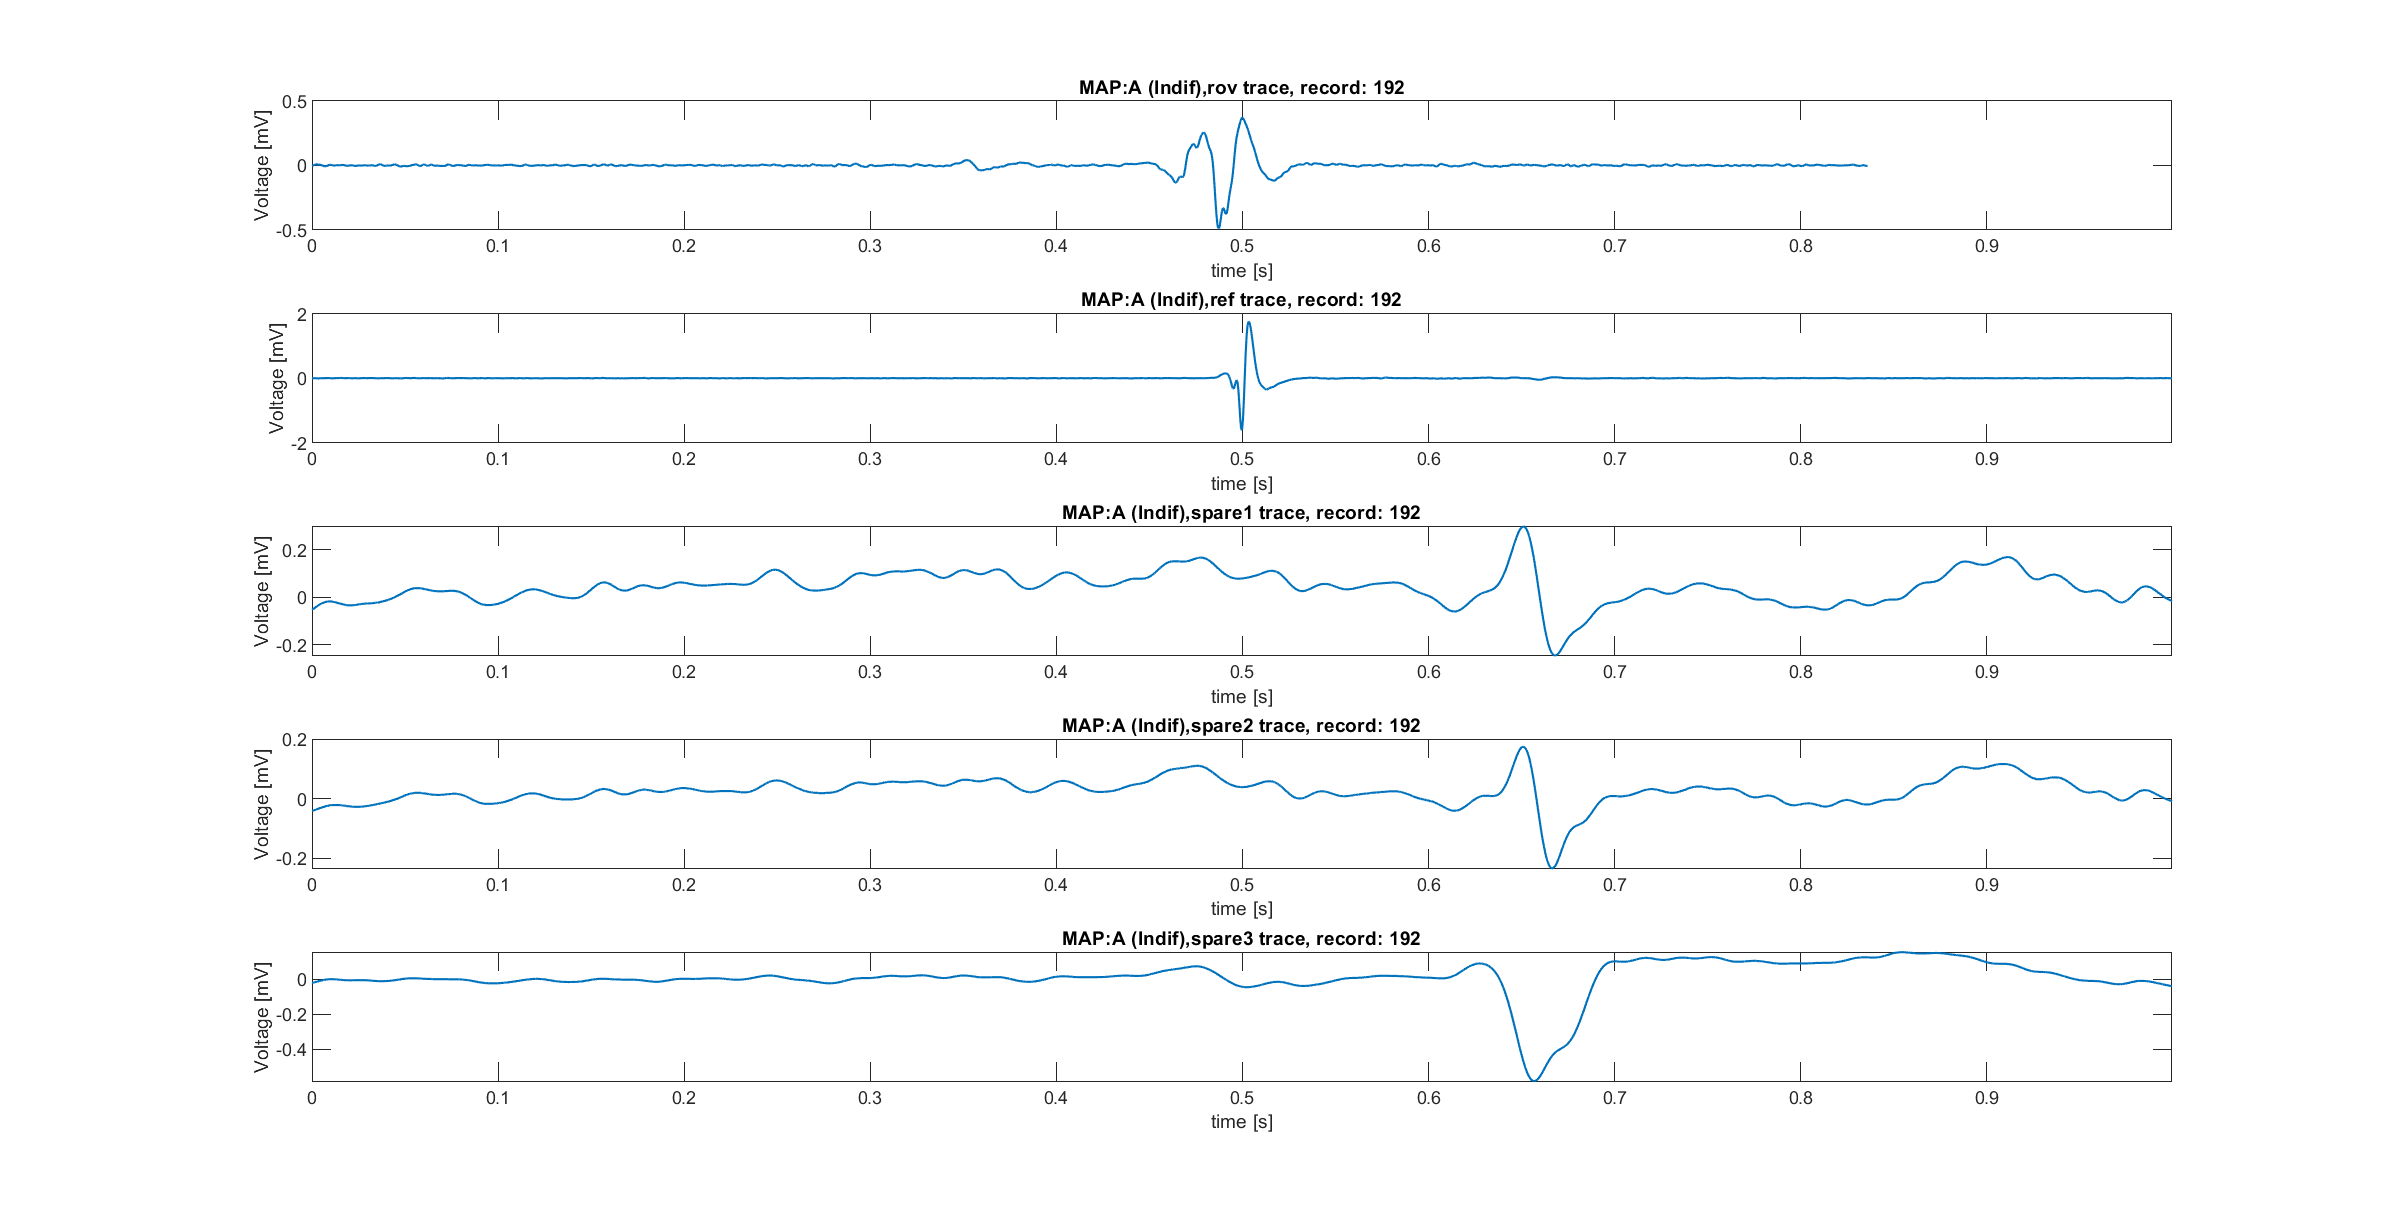 MAP:A (Indif),rov trace, record: 192
Voltage [mV]
0.5
0
-0.5
0 0.1 0.2 0.3 0.4 0.5 0.6 0.7 0.8 0.9
time [s]
MAP:A (Indif),ref trace, record: 192
Voltage [mV]
2
0
-2
0 0.1 0.2 0.3 0.4 0.5 0.6 0.7 0.8 0.9
time [s]
MAP:A (Indif),spare1 trace, record: 192
Voltage [mV]
0.2
0
-0.2
0 0.1 0.2 0.3 0.4 0.5 0.6 0.7 0.8 0.9
time [s]
MAP:A (Indif),spare2 trace, record: 192
Voltage [mV]
0.2
0
-0.2
0 0.1 0.2 0.3 0.4 0.5 0.6 0.7 0.8 0.9
time [s]
MAP:A (Indif),spare3 trace, record: 192
Voltage [mV]
0
-0.2
-0.4
0 0.1 0.2 0.3 0.4 0.5 0.6 0.7 0.8 0.9
time [s]